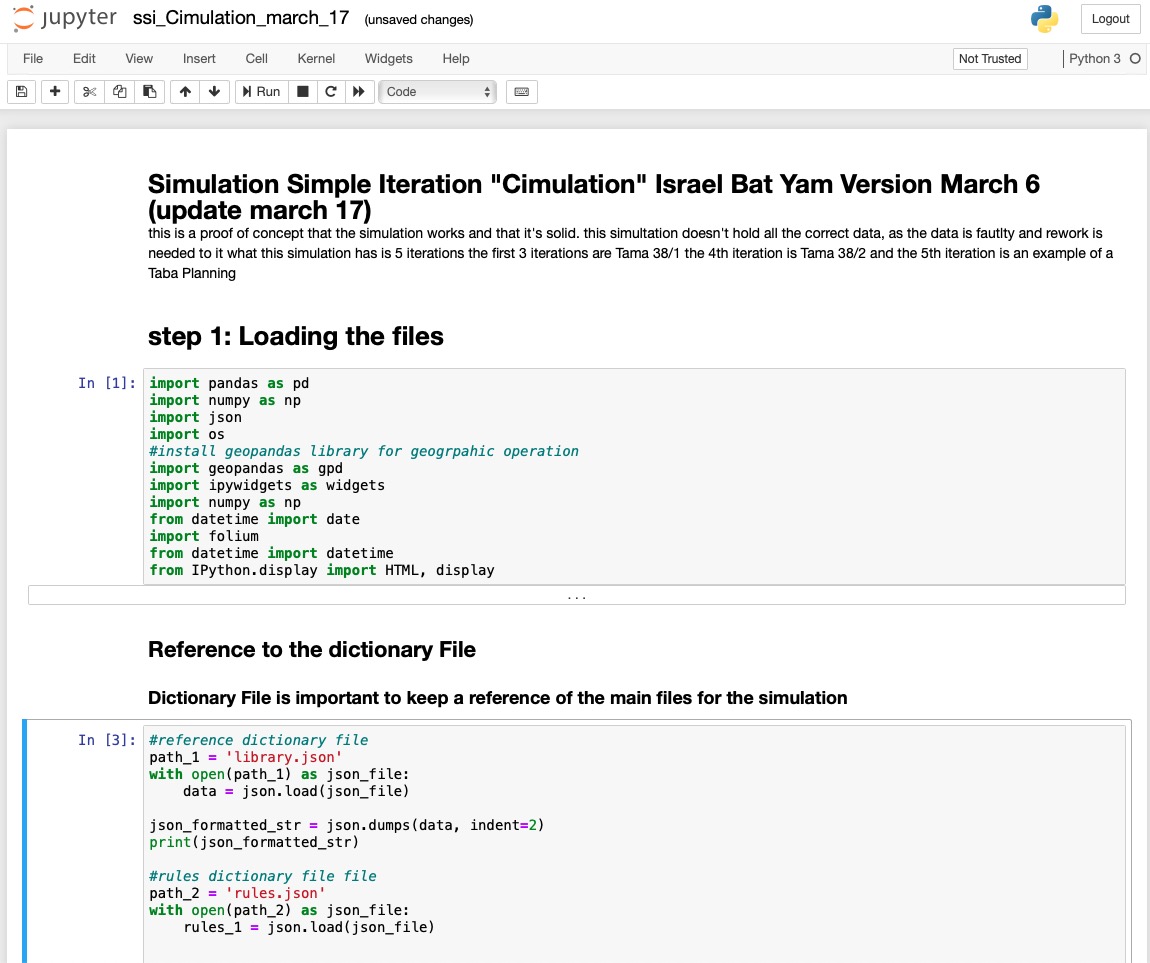 jupyter ssi_Cimulation_march_17 (unsaved changes) Logout
File Edit View Insert Cell Kernel Widgets Help Not Trusted Python 3
Run Code
Simulation Simple Iteration "Cimulation" Israel Bat Yam Version March 6
(update march 17)
this is a proof of concept that the simulation works and that it's solid. this simultation doesn't hold all the correct data, as the data is fautlty and rework is
needed to it what this simulation has is 5 iterations the first 3 iterations are Tama 38/1 the 4th iteration is Tama 38/2 and the 5th iteration is an example of a
Taba Planning
step 1: Loading the files
In [1]: import pandas as pd
import numpy as np
import json
import os
#install geopandas library for geogrpahic operation
import geopandas as gpd
import ipywidgets as widgets
import numpy as np
from datetime import date
import folium
from datetime import datetime
from IPython.display import HTML, display
...
Reference to the dictionary File
Dictionary File is important to keep a reference of the main files for the simulation
In [3]: #reference dictionary file
path_1 = 'library.json'
with open(path_1) as json_file:
    data = json.load(json_file)
json_formatted_str = json.dumps(data, indent=2)
print(json_formatted_str)
#rules dictionary file file
path_2 = 'rules.json'
with open(path_2) as json_file:
    rules_1 = json.load(json_file)